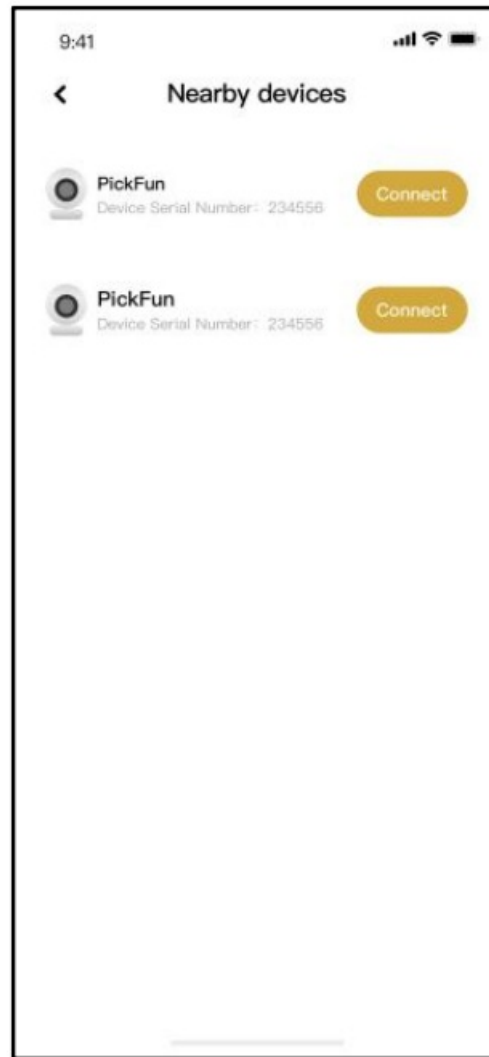 9:41
Nearby devices
PickFun
Device Serial Number: 234556
Connect
PickFun
Device Serial Number: 234556
Connect